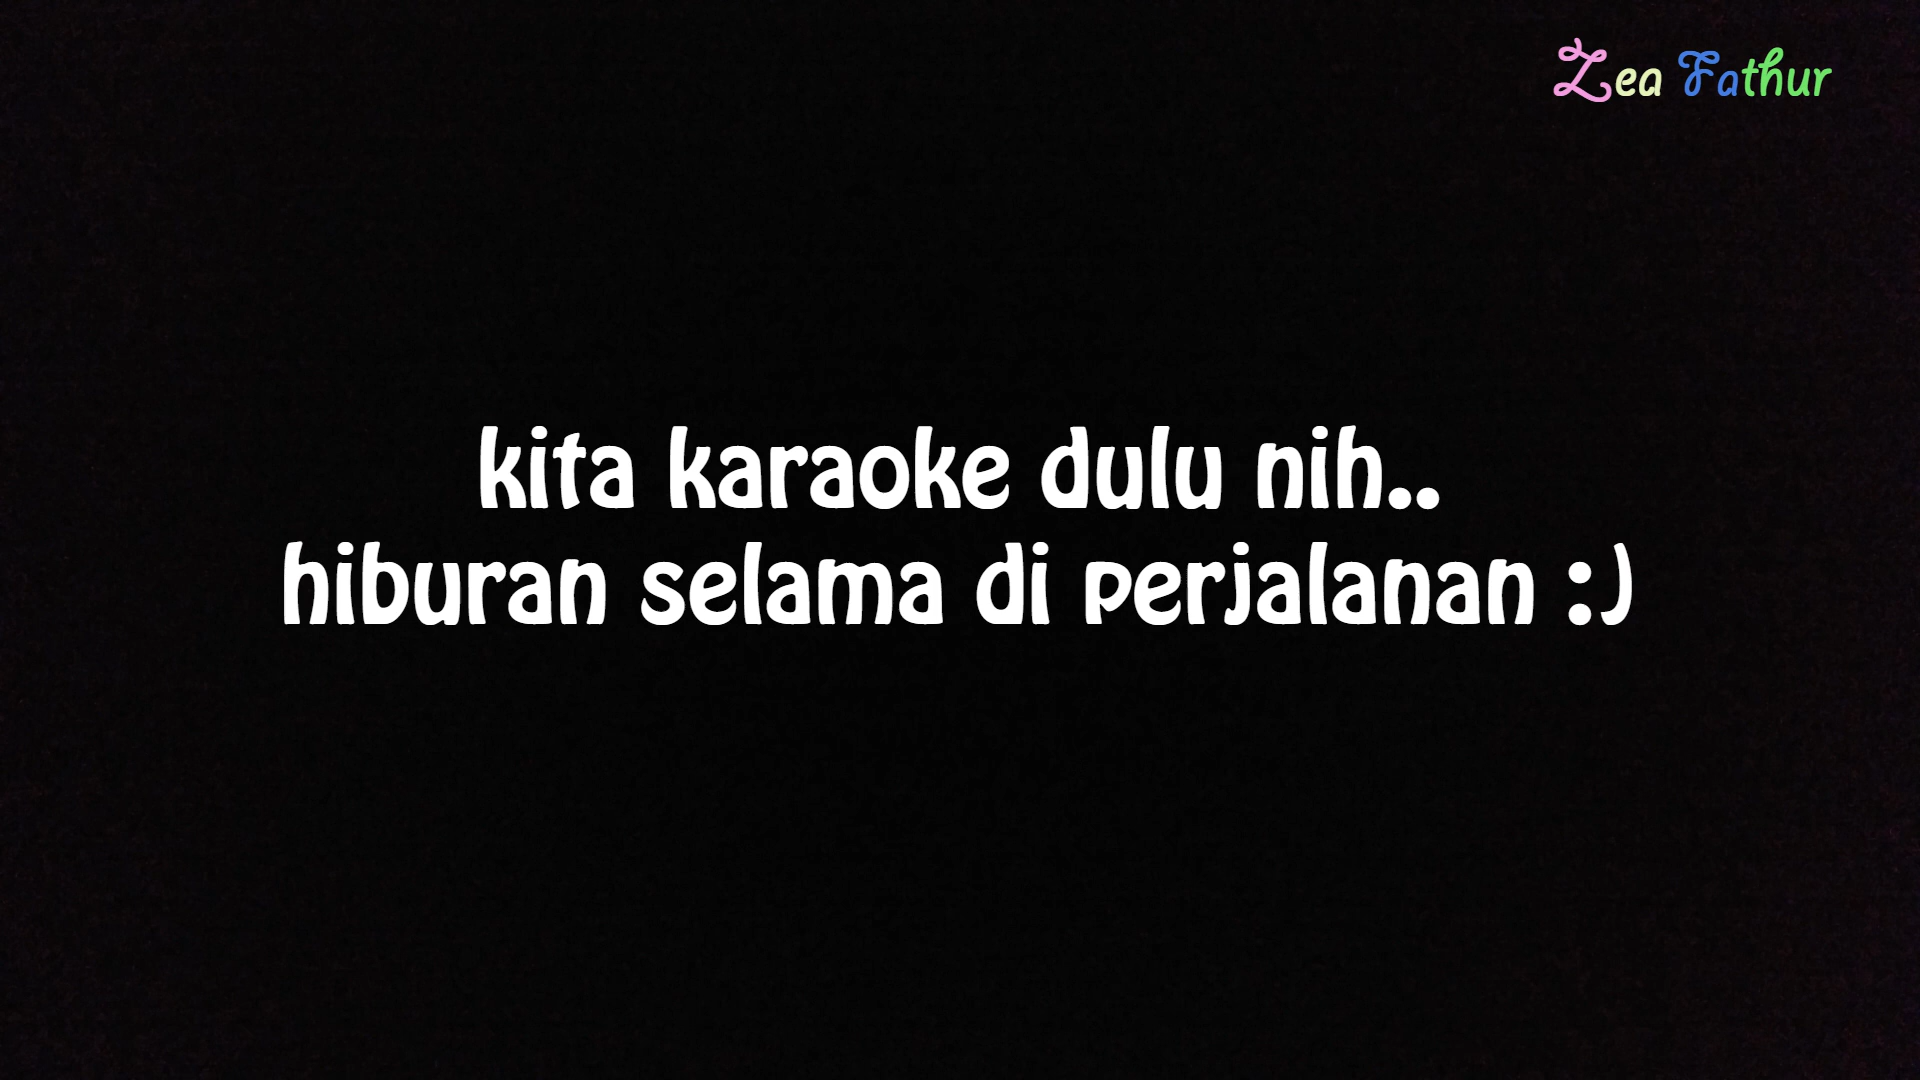 Zea Fathur
kita karaoke dulu nih..
hiburan selama di perjalanan :)